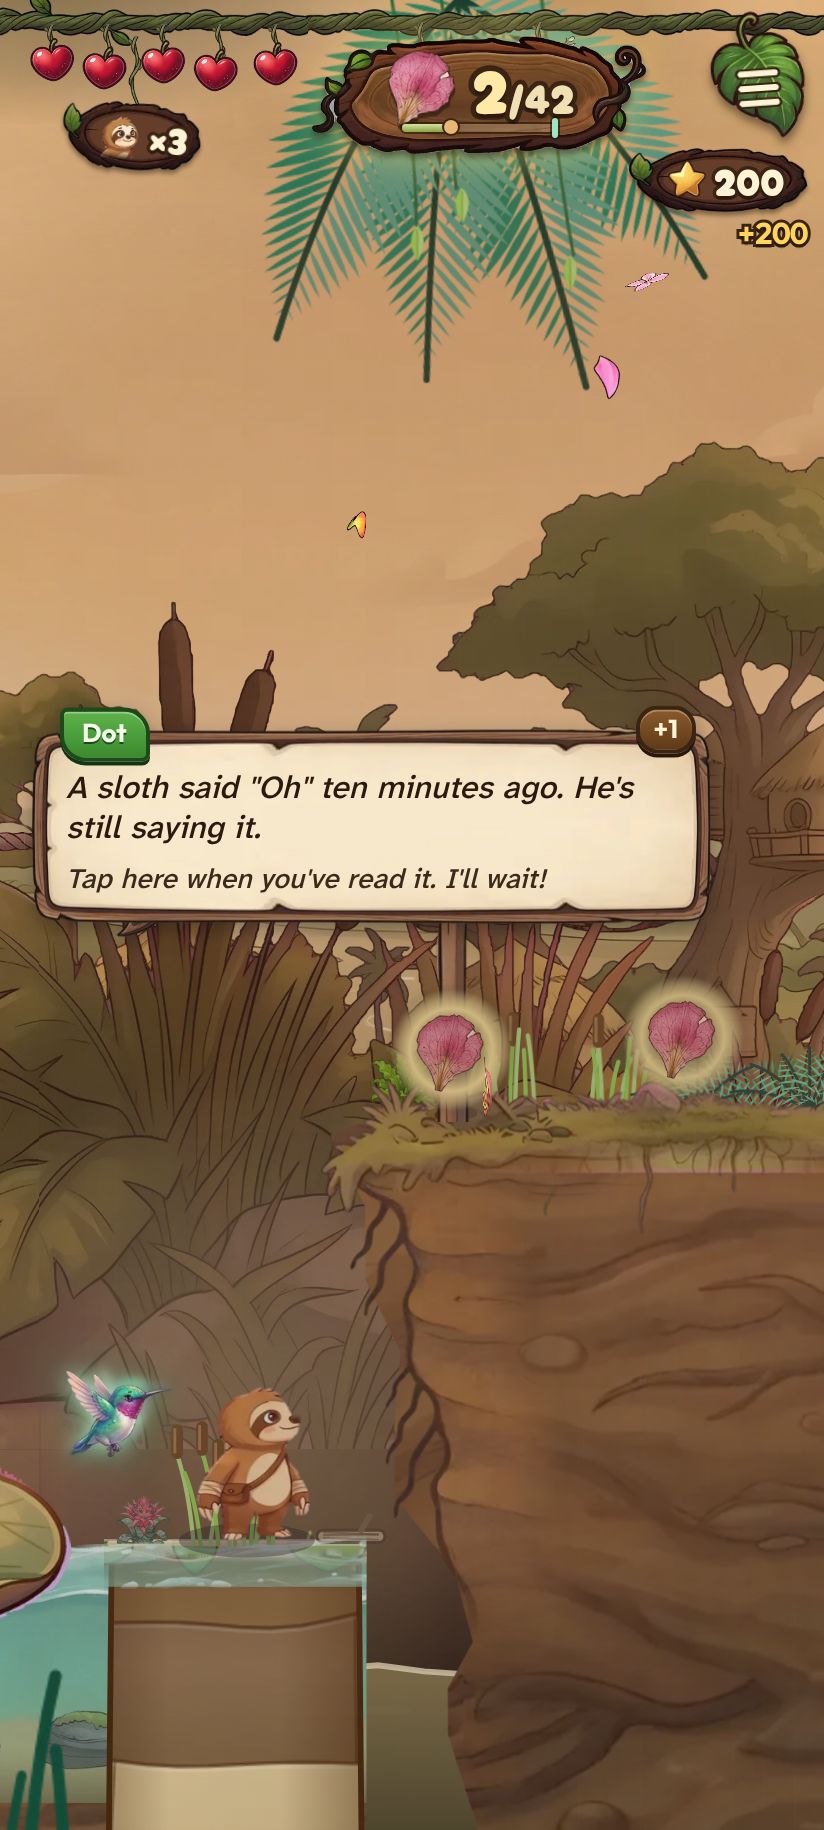 2/42
×3
200
+200
Dot
+1
A sloth said "Oh" ten minutes ago. He's
still saying it.
Tap here when you've read it. I'll wait!